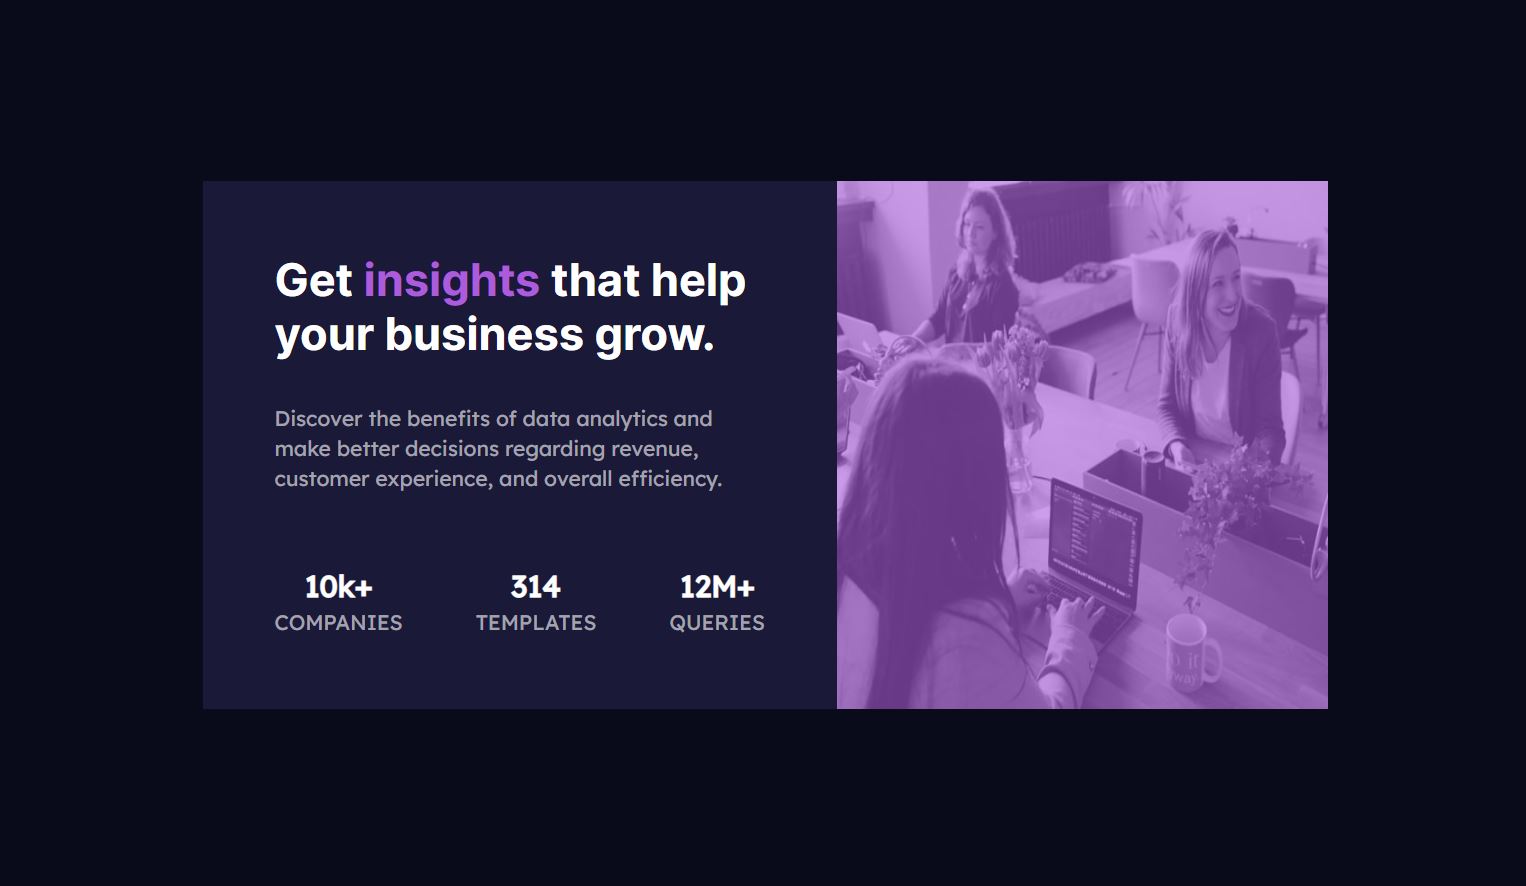 Get insights that help
your business grow.
Discover the benefits of data analytics and
make better decisions regarding revenue,
customer experience, and overall efficiency.
10k+ 314 12M+
COMPANIES TEMPLATES QUERIES